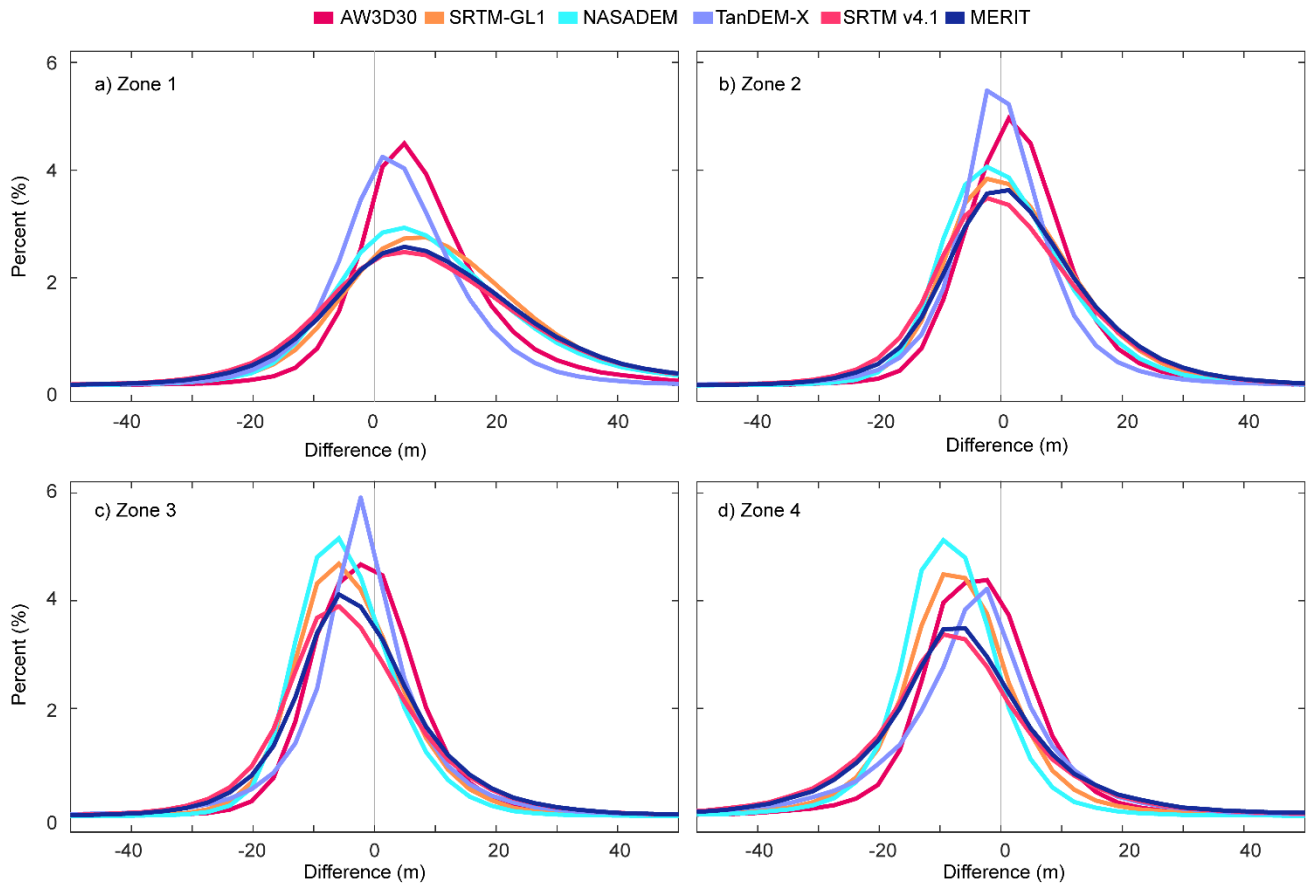 AW3D30 SRTM-GL1 NASADEM TanDEM-X SRTM v4.1 MERIT
6
4
2
0
Percent (%)
a) Zone 1
-40 -20 0 20 40
Difference (m)
b) Zone 2
-40 -20 0 20 40
Difference (m)
6
4
2
0
Percent (%)
c) Zone 3
-40 -20 0 20 40
Difference (m)
d) Zone 4
-40 -20 0 20 40
Difference (m)